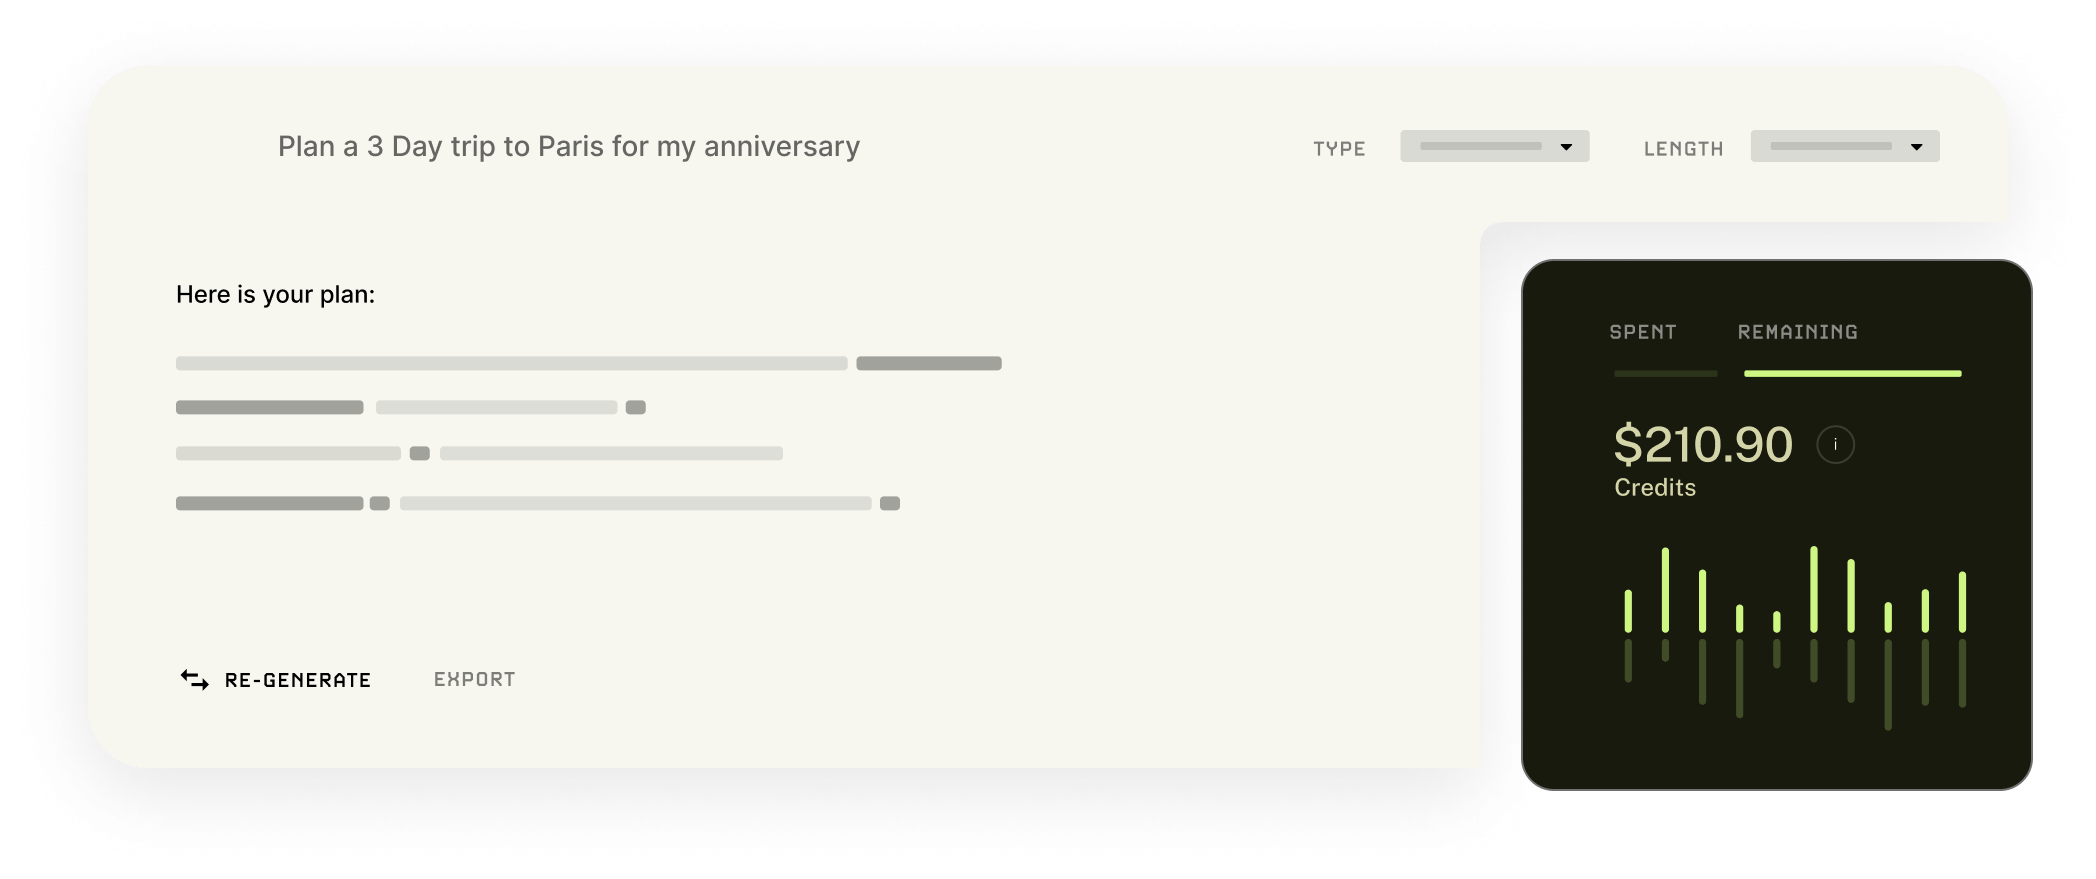 Plan a 3 Day trip to Paris for my anniversary
TYPE
LENGTH
Here is your plan:
RE-GENERATE
EXPORT
SPENT
REMAINING
$210.90
i
Credits